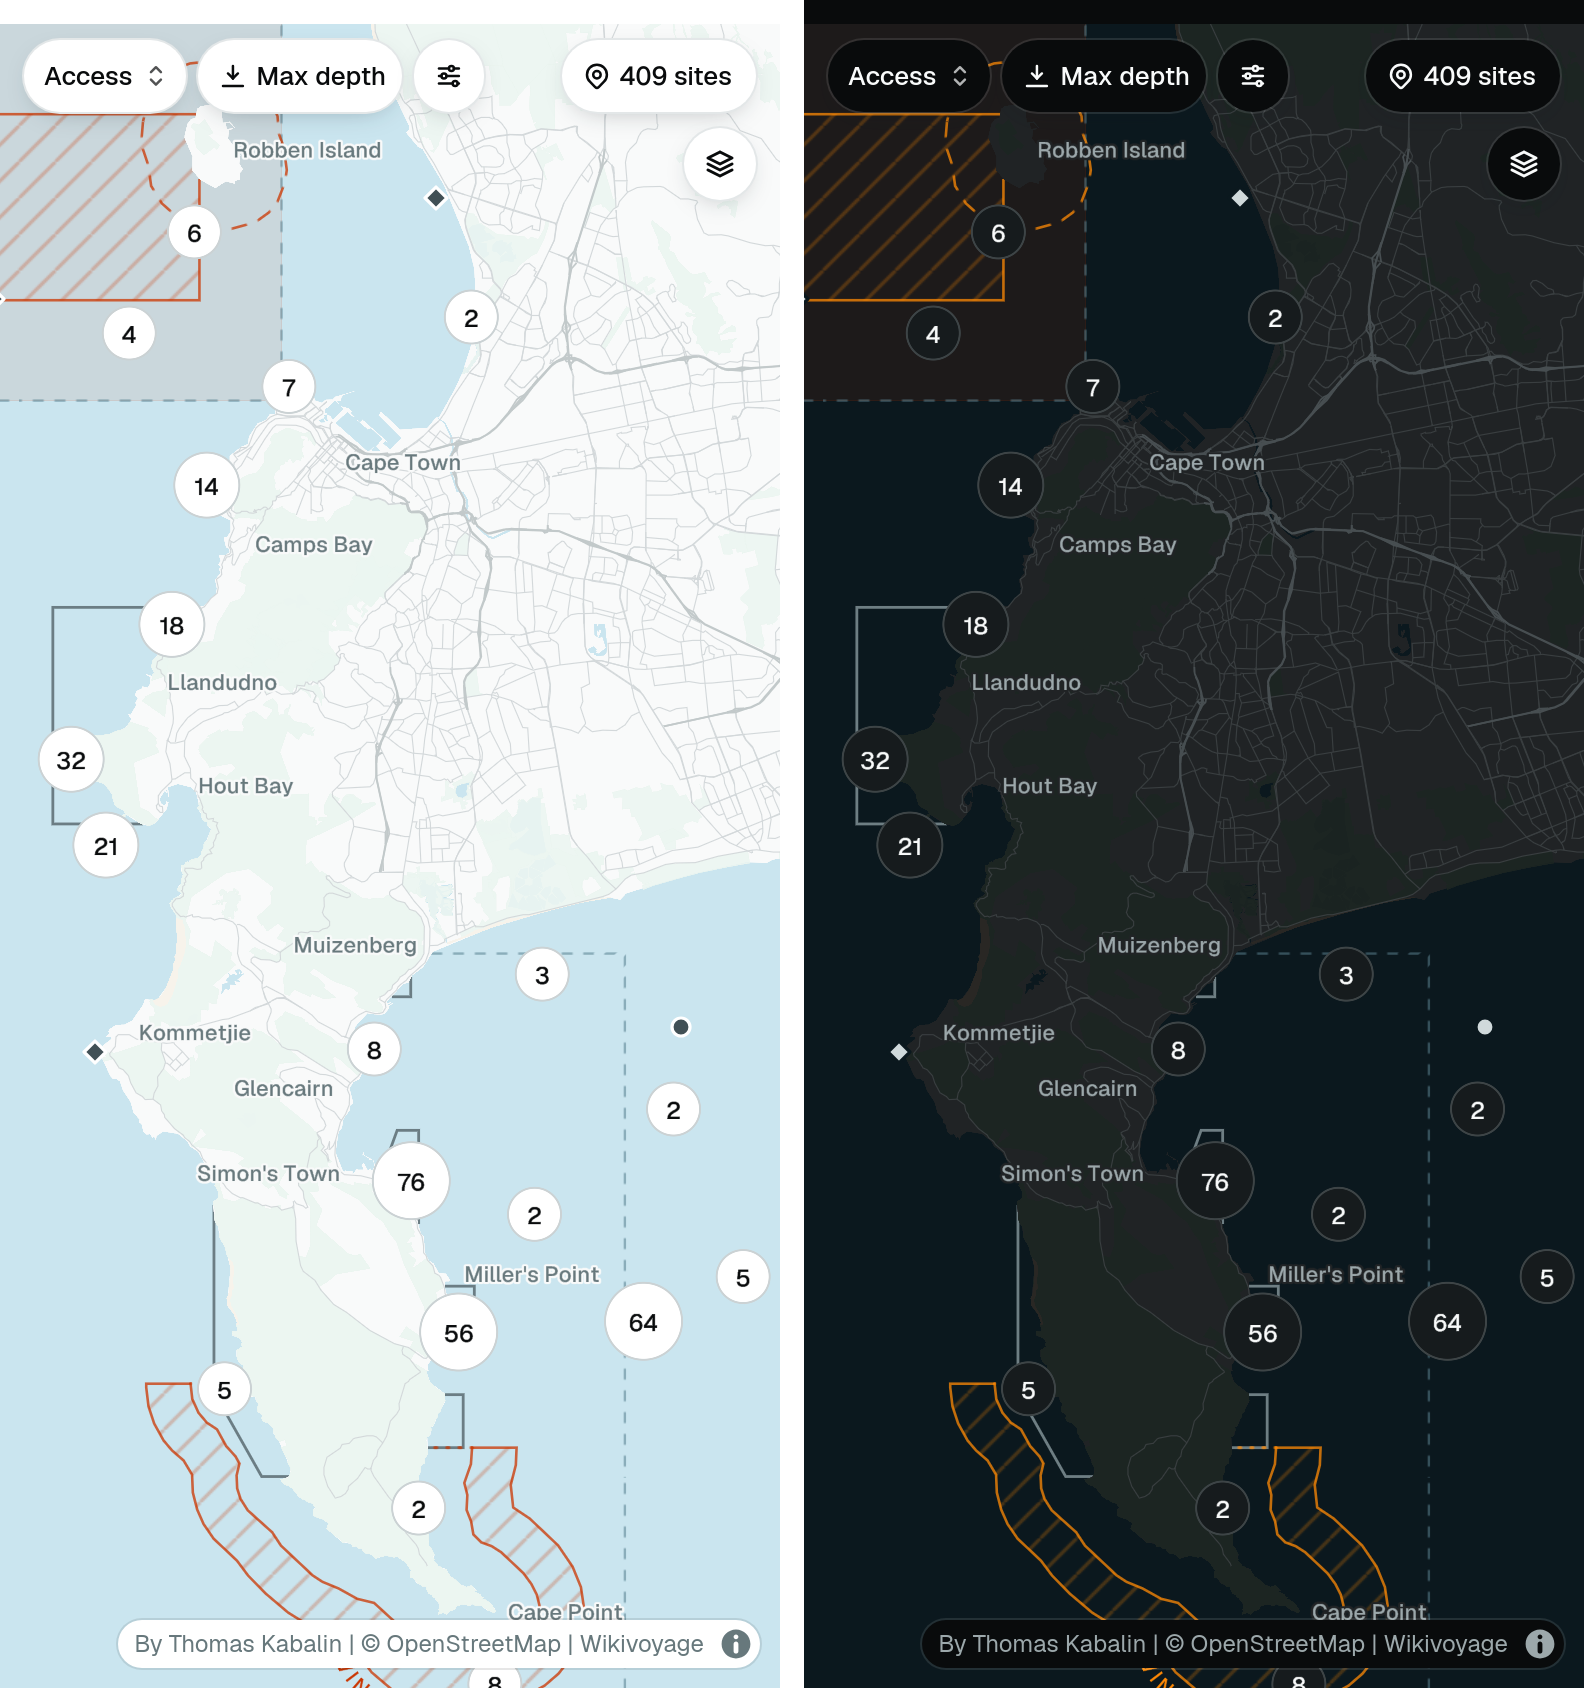 Access
Max depth
409 sites
Robben Island
6
2
4
7
Cape Town
14
Camps Bay
18
Llandudno
32
Hout Bay
21
Muizenberg
3
Kommetjie
8
Glencairn
2
Simon's Town
76
2
Miller's Point
5
64
56
5
2
Cape Point
By Thomas Kabalin | © OpenStreetMap | Wikivoyage
8
Access
Max depth
409 sites
Robben Island
6
2
4
7
Cape Town
14
Camps Bay
18
Llandudno
32
Hout Bay
21
Muizenberg
3
Kommetjie
8
Glencairn
2
Simon's Town
76
2
Miller's Point
5
64
56
5
2
Cape Point
By Thomas Kabalin | © OpenStreetMap | Wikivoyage
8